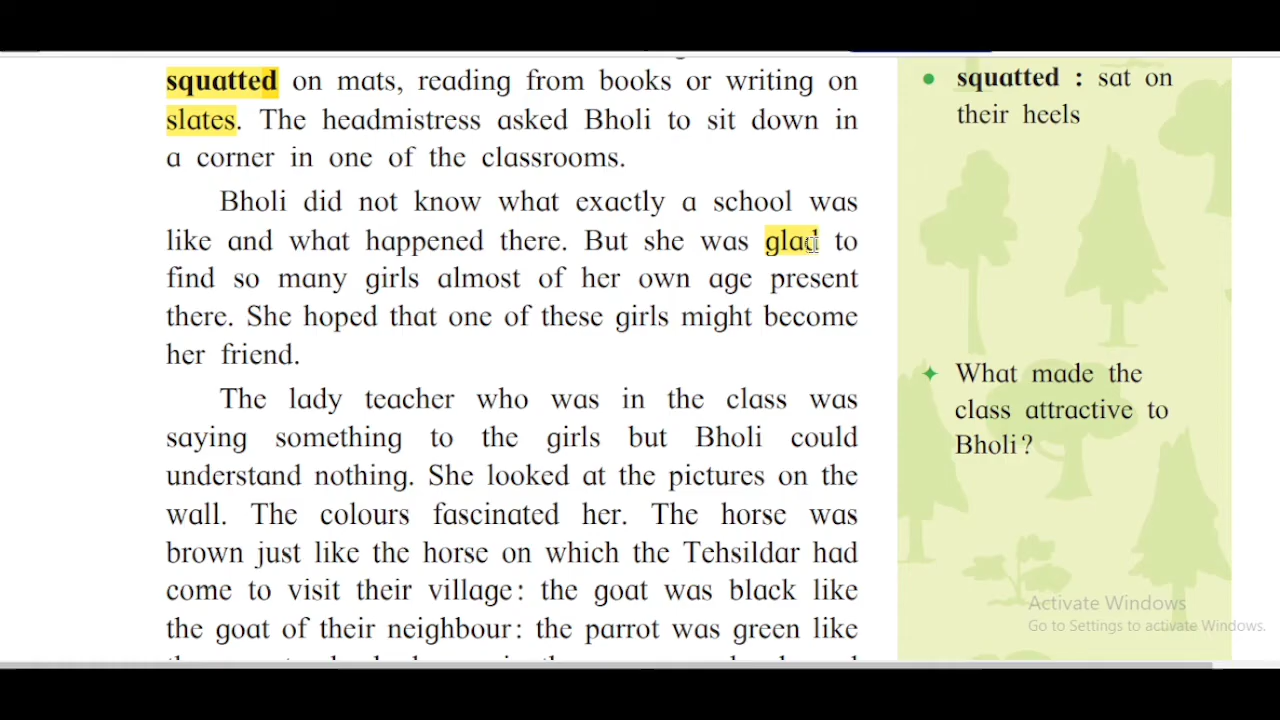 squatted on mats, reading from books or writing on
slates. The headmistress asked Bholi to sit down in
a corner in one of the classrooms.
Bholi did not know what exactly a school was
like and what happened there. But she was glad to
find so many girls almost of her own age present
there. She hoped that one of these girls might become
her friend.
The lady teacher who was in the class was
saying something to the girls but Bholi could
understand nothing. She looked at the pictures on the
wall. The colours fascinated her. The horse was
brown just like the horse on which the Tehsildar had
come to visit their village: the goat was black like
the goat of their neighbour: the parrot was green like
squatted : sat on
their heels
What made the
class attractive to
Bholi?
Activate Windows
Go to Settings to activate Windows.